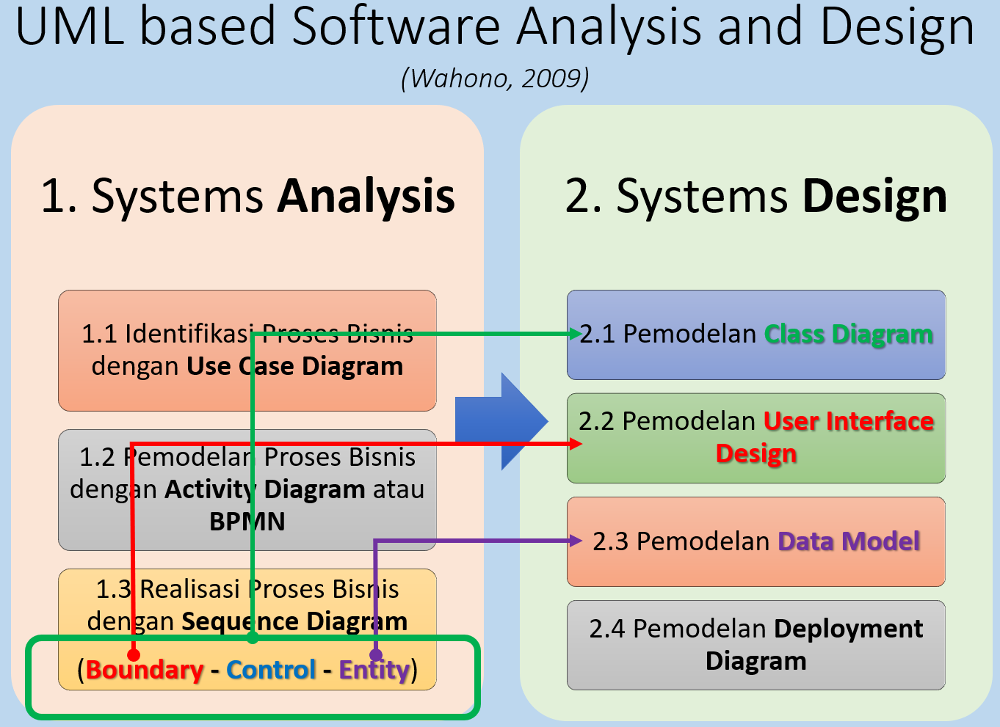 UML based Software Analysis and Design
(Wahono, 2009)
1. Systems Analysis
1.1 Identifikasi Proses Bisnis
dengan Use Case Diagram
1.2 Pemodelan Proses Bisnis
dengan Activity Diagram atau
BPMN
1.3 Realisasi Proses Bisnis
dengan Sequence Diagram
(Boundary - Control - Entity)
2. Systems Design
2.1 Pemodelan Class Diagram
2.2 Pemodelan User Interface
Design
2.3 Pemodelan Data Model
2.4 Pemodelan Deployment
Diagram